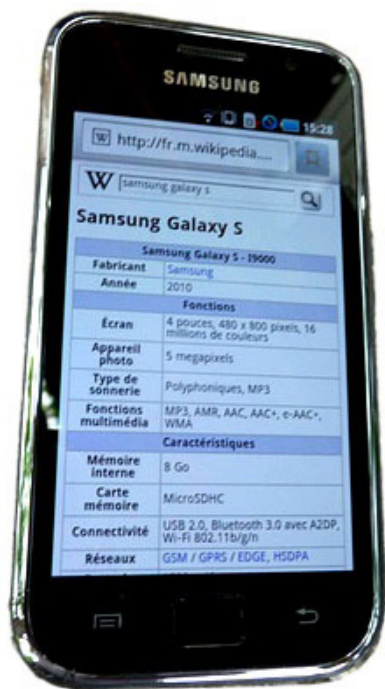 SAMSUNG
15:28
http://fr.m.wikipedia....
W
W samsung galaxy s
Samsung Galaxy S
Samsung Galaxy S - I9000
Fabricant Samsung
Année 2010
Fonctions
Écran 4 pouces, 480 x 800 pixels, 16
millions de couleurs
Appareil
photo 5 megapixels
Type de
sonnerie Polyphoniques, MP3
Fonctions
multimédia MP3, AMR, AAC, AAC+, e-AAC+,
WMA
Caractéristiques
Mémoire
interne 8 Go
Carte
mémoire MicroSDHC
Connectivité USB 2.0, Bluetooth 3.0 avec A2DP,
Wi-Fi 802.11b/g/n
Réseaux GSM / GPRS / EDGE, HSDPA